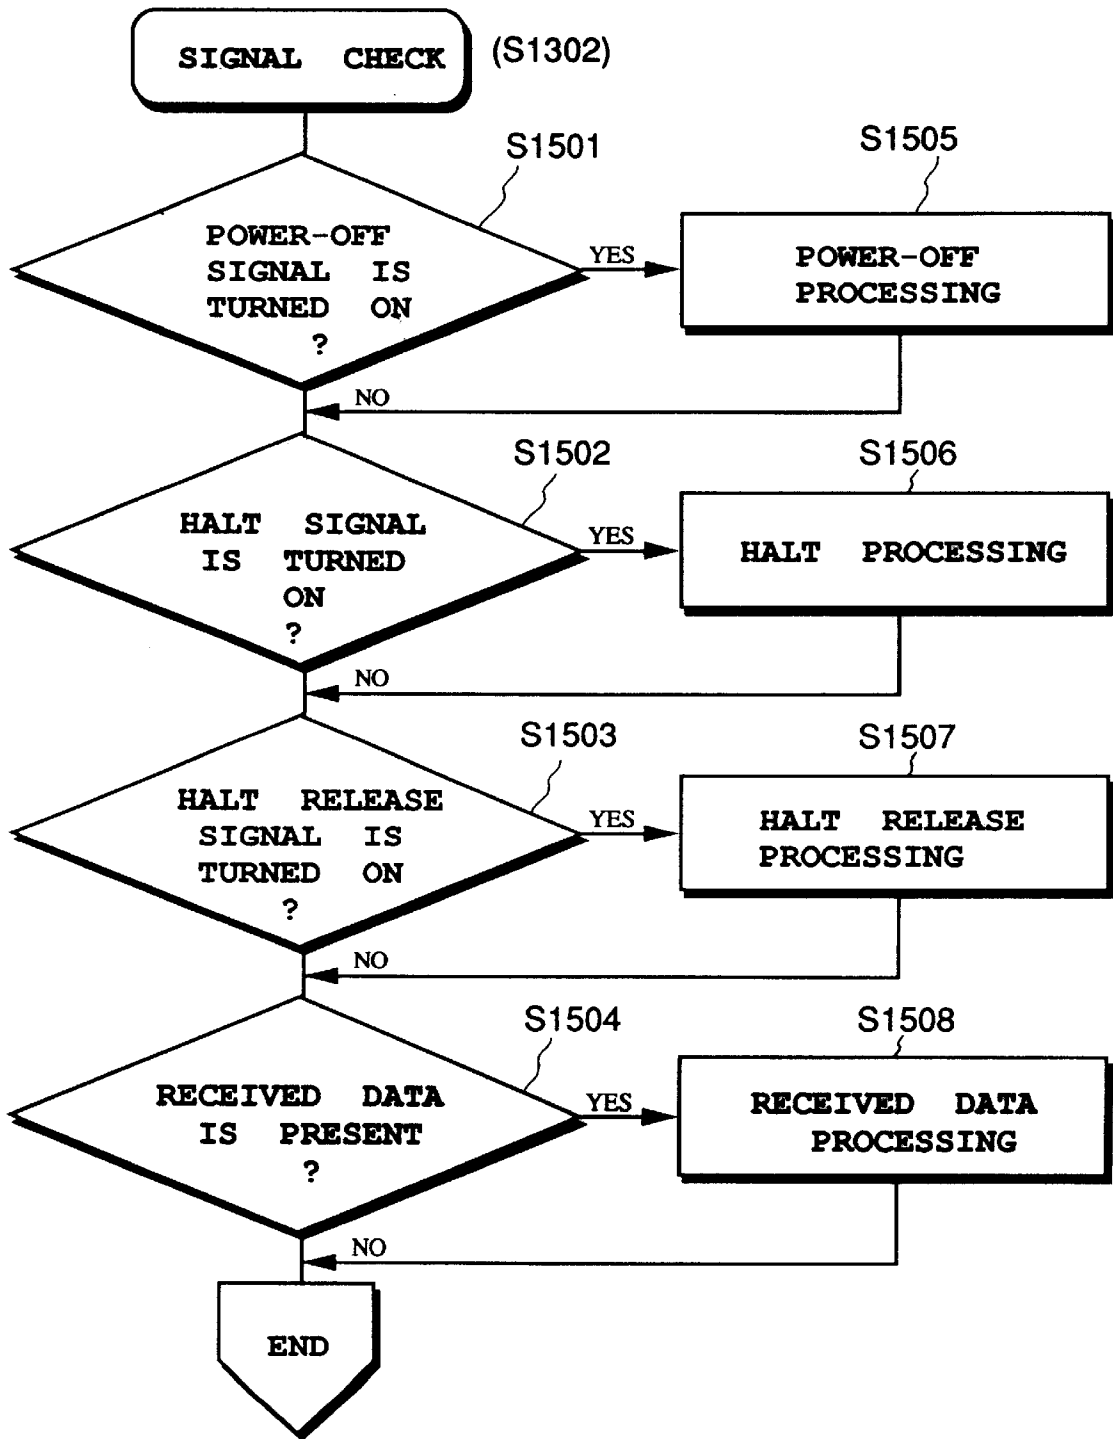 SIGNAL CHECK
(S1302)
S1501
S1505
POWER-OFF
SIGNAL IS
TURNED ON
?
YES
POWER-OFF
PROCESSING
NO
S1502
S1506
HALT SIGNAL
IS TURNED
ON
?
YES
HALT PROCESSING
NO
S1503
S1507
HALT RELEASE
SIGNAL IS
TURNED ON
?
YES
HALT RELEASE
PROCESSING
NO
S1504
S1508
RECEIVED DATA
IS PRESENT
?
YES
RECEIVED DATA
PROCESSING
NO
END